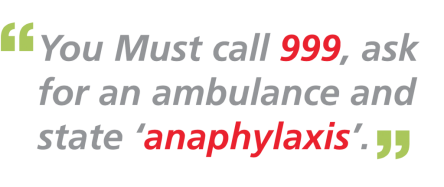 “You Must call 999, ask
for an ambulance and
state ‘anaphylaxis’.”